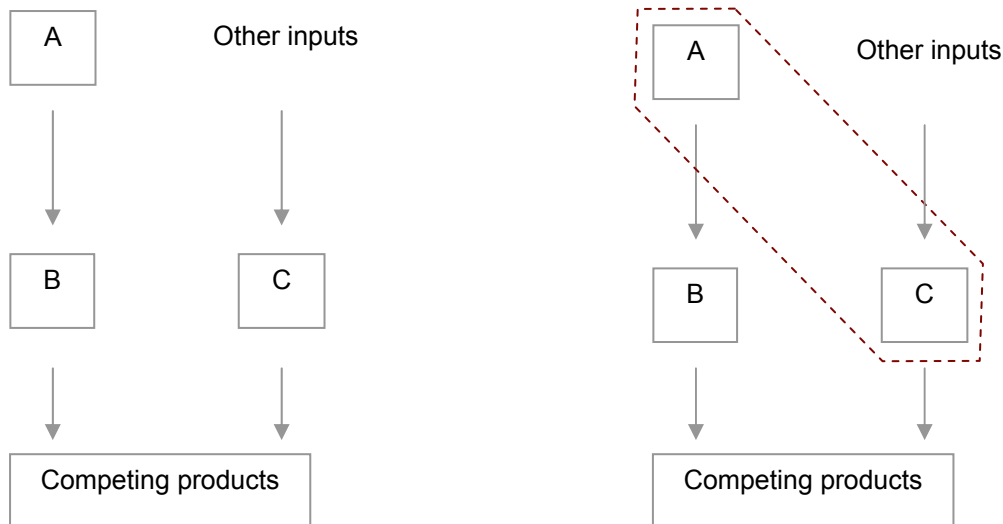 A
Other inputs
B
C
Competing products
A
Other inputs
B
C
Competing products